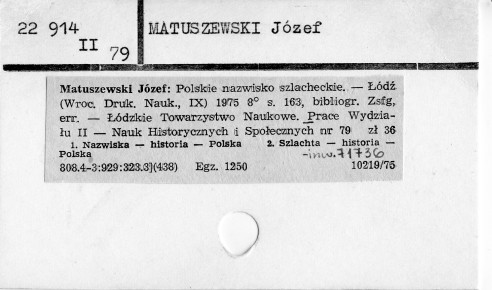 22 914 MATUSZEWSKI Józef
II 79
Matuszewski Józef: Polskie nazwisko szlacheckie. — Łódź
(Wroc. Druk. Nauk., IX) 1975 8° s. 163, bibliogr. Zsfg,
err. — Łódzkie Towarzystwo Naukowe. Prace Wydzia-
łu II — Nauk Historycznych i Społecznych nr 79 zł 36
1. Nazwiska — historia — Polska 2. Szlachta — historia —
Polska
inw. 71736
808.4-3:929:323.3](438) Egz. 1250 10219/75